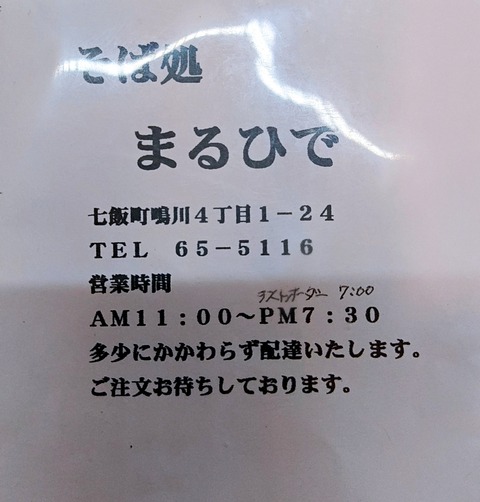 そば処
まるひで
七飯町鳴川4丁目1−24
TEL 65−5116
営業時間
ラストオーダー 7:00
AM11:00〜PM7:30
多少にかかわらず配達いたします。
ご注文お待ちしております。